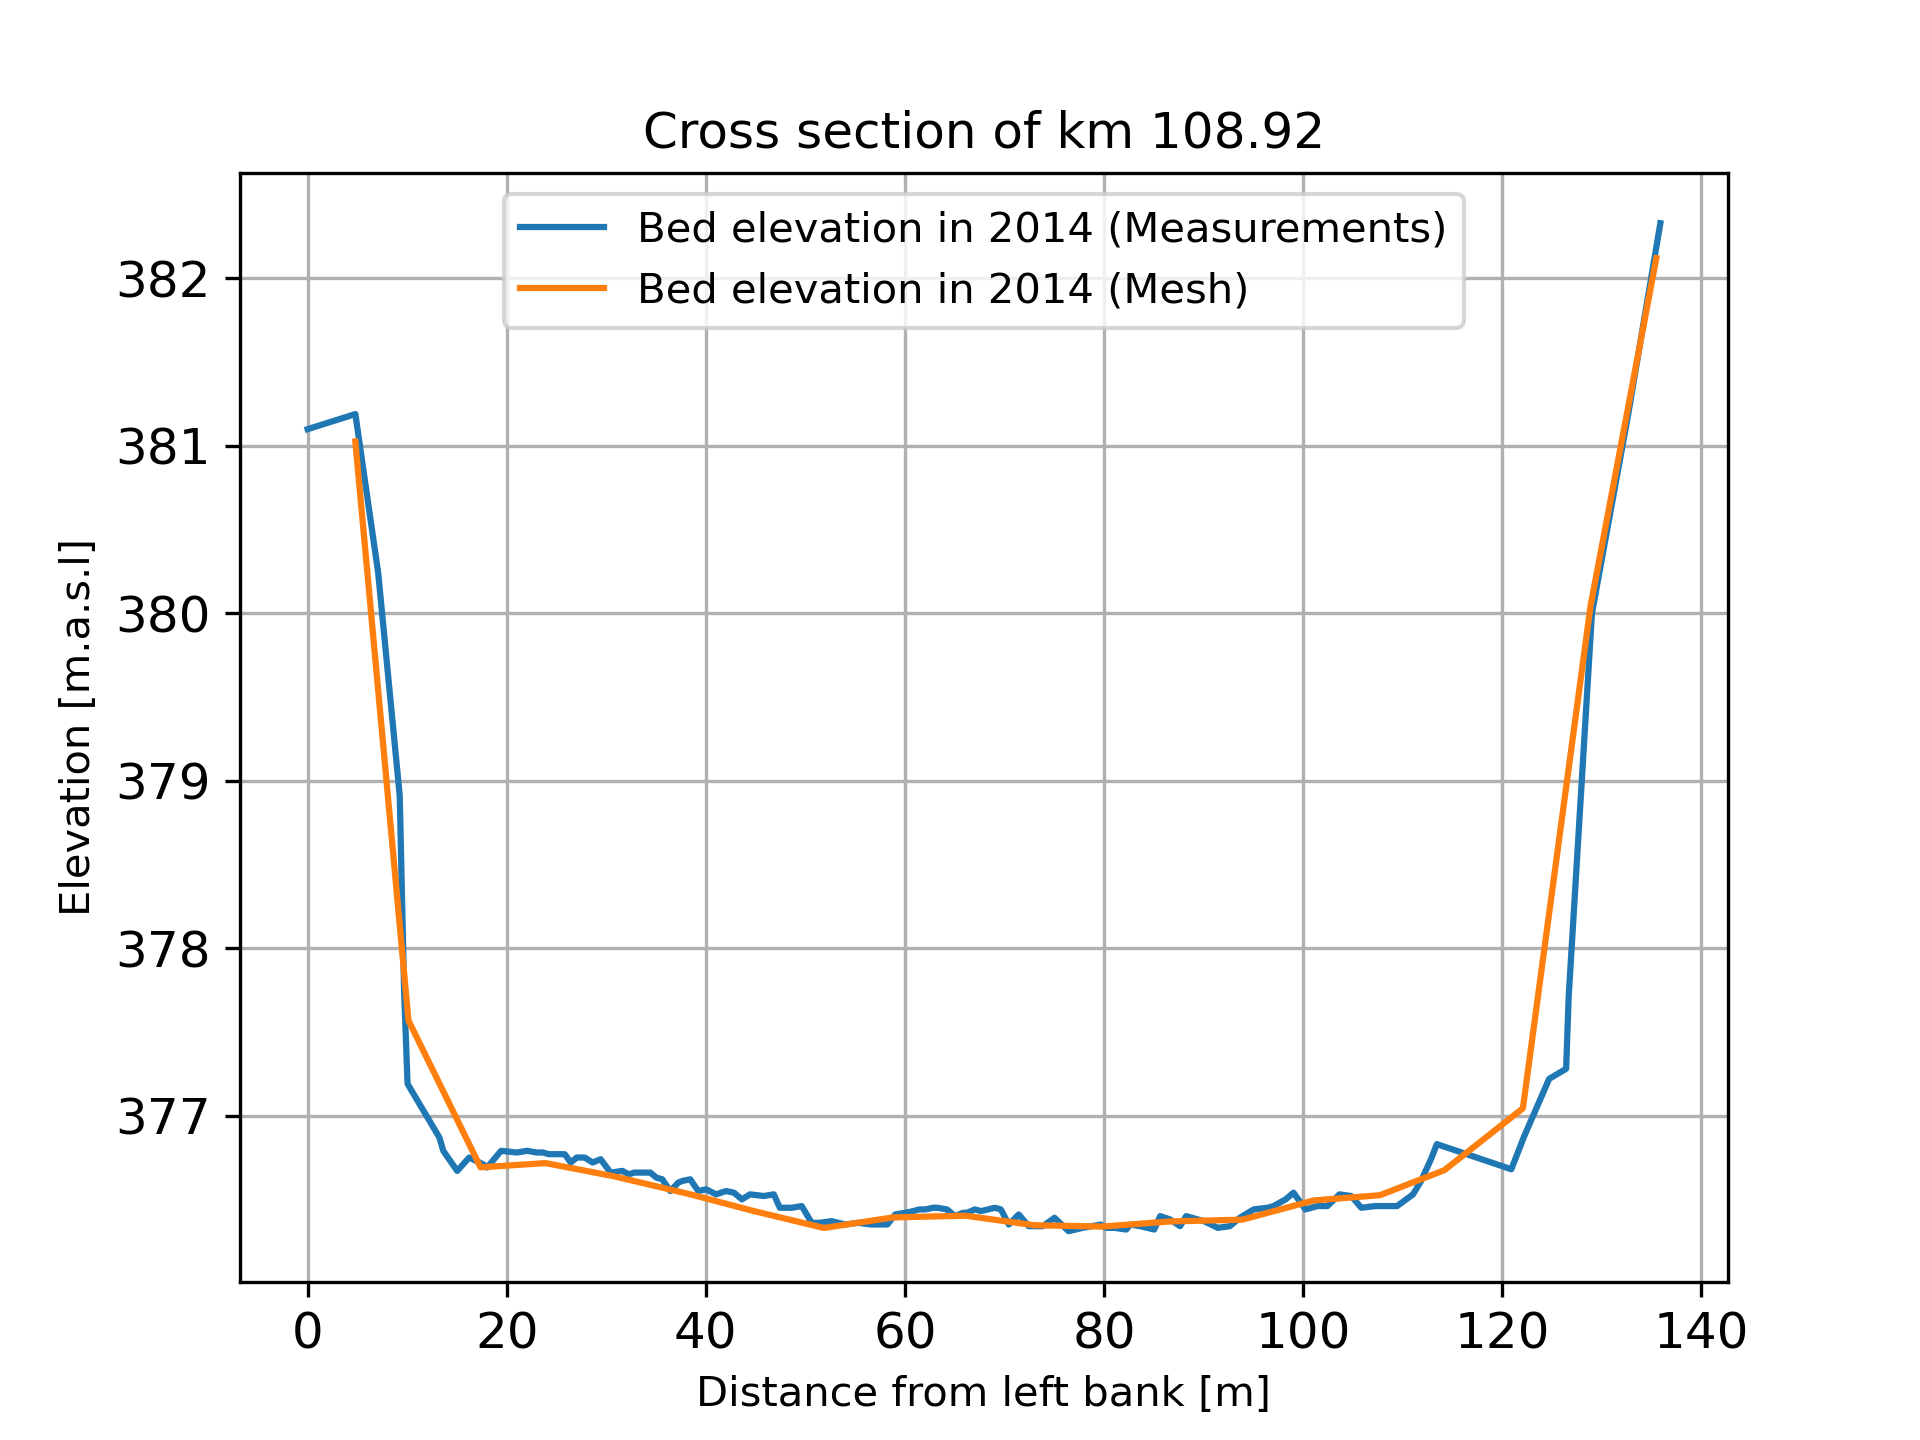 Cross section of km 108.92
Bed elevation in 2014 (Measurements)
Bed elevation in 2014 (Mesh)
Elevation [m.a.s.l]
382
381
380
379
378
377
0 20 40 60 80 100 120 140
Distance from left bank [m]